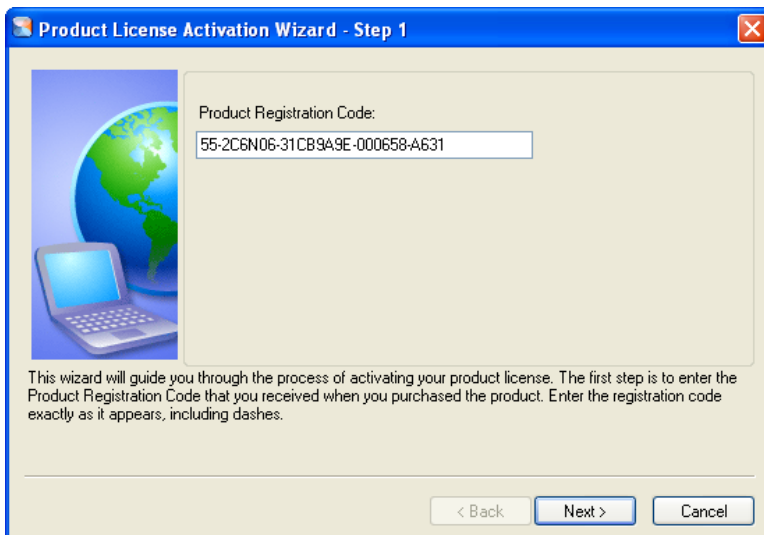 Product License Activation Wizard - Step 1
Product Registration Code:
55-2C6N06-31CB9A9E-000658-A631
This wizard will guide you through the process of activating your product license. The first step is to enter the
Product Registration Code that you received when you purchased the product. Enter the registration code
exactly as it appears, including dashes.
< Back
Next >
Cancel